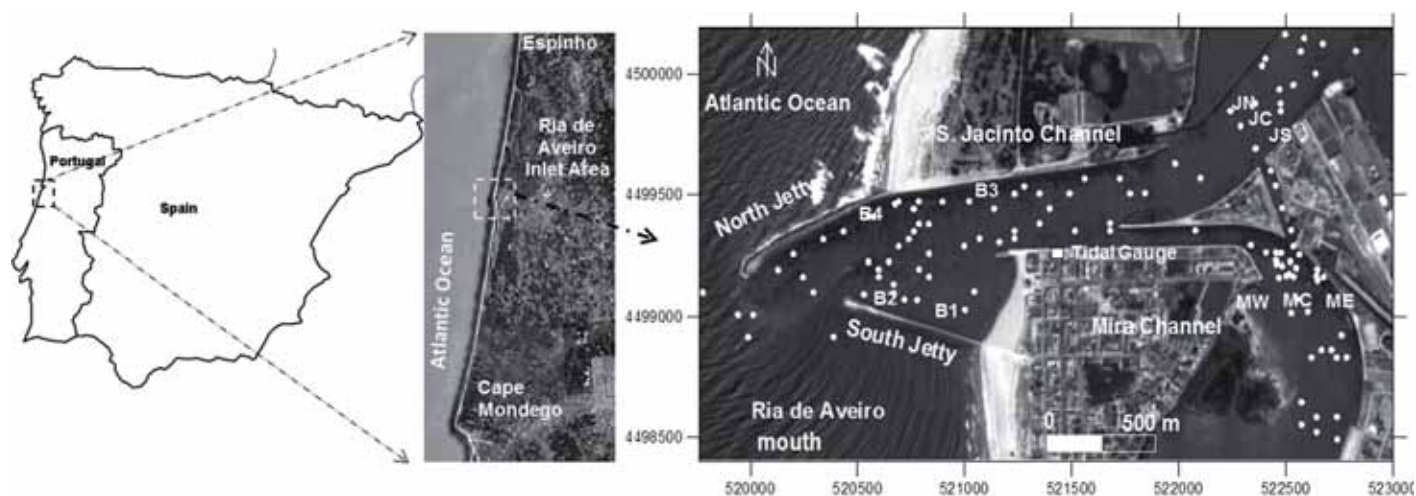 Portugal
Spain
Espinho
Ria de
Aveiro
Inlet Area
Atlantic Ocean
Cape
Mondego
4500000
4499500
4499000
4498500
N
Atlantic Ocean
S. Jacinto Channel
JN
JC
JS
North Jetty
B4
B3
Tidal Gauge
B2
B1
MW
MC
ME
South Jetty
Mira Channel
Ria de Aveiro
mouth
0 500 m
520000 520500 521000 521500 522000 522500 523000